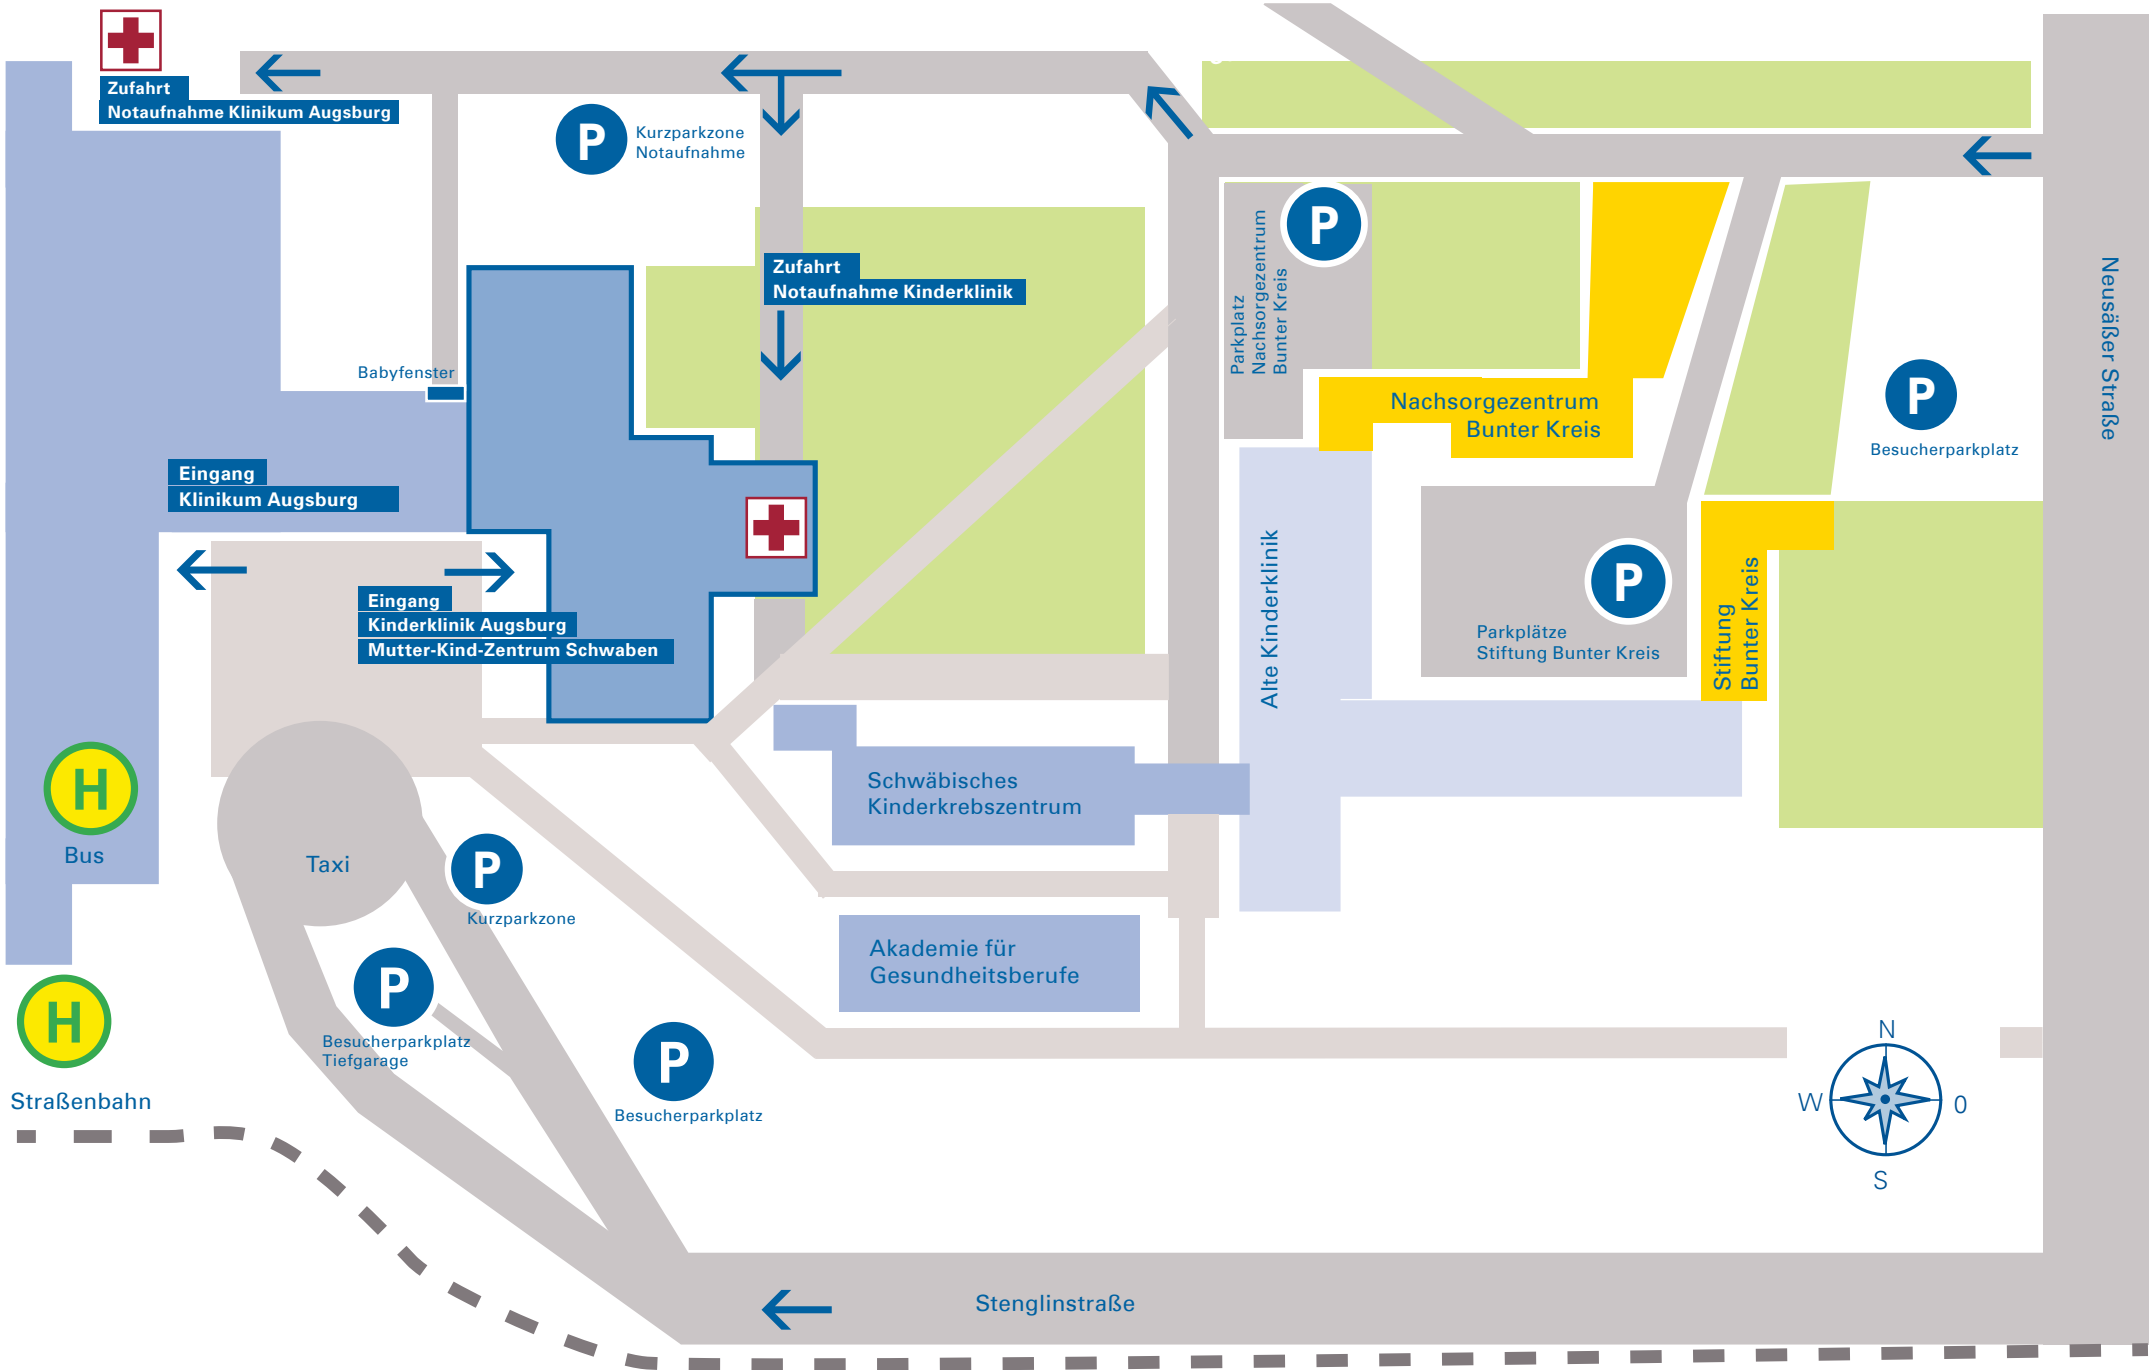 Zufahrt
Notaufnahme Klinikum Augsburg
P
Kurzparkzone
Notaufnahme
Zufahrt
Notaufnahme Kinderklinik
P
Parkplatz
Nachsorgezentrum
Bunter Kreis
Neusäßer Straße
Babyfenster
Nachsorgezentrum
Bunter Kreis
P
Besucherparkplatz
Eingang
Klinikum Augsburg
Eingang
Kinderklinik Augsburg
Mutter-Kind-Zentrum Schwaben
Alte Kinderklinik
P
Parkplätze
Stiftung Bunter Kreis
Stiftung
Bunter Kreis
H
Bus
Taxi
P
Kurzparkzone
Schwäbisches
Kinderkrebszentrum
Akademie für
Gesundheitsberufe
H
Straßenbahn
P
Besucherparkplatz
Tiefgarage
P
Besucherparkplatz
N
W
O
S
Stenglinstraße